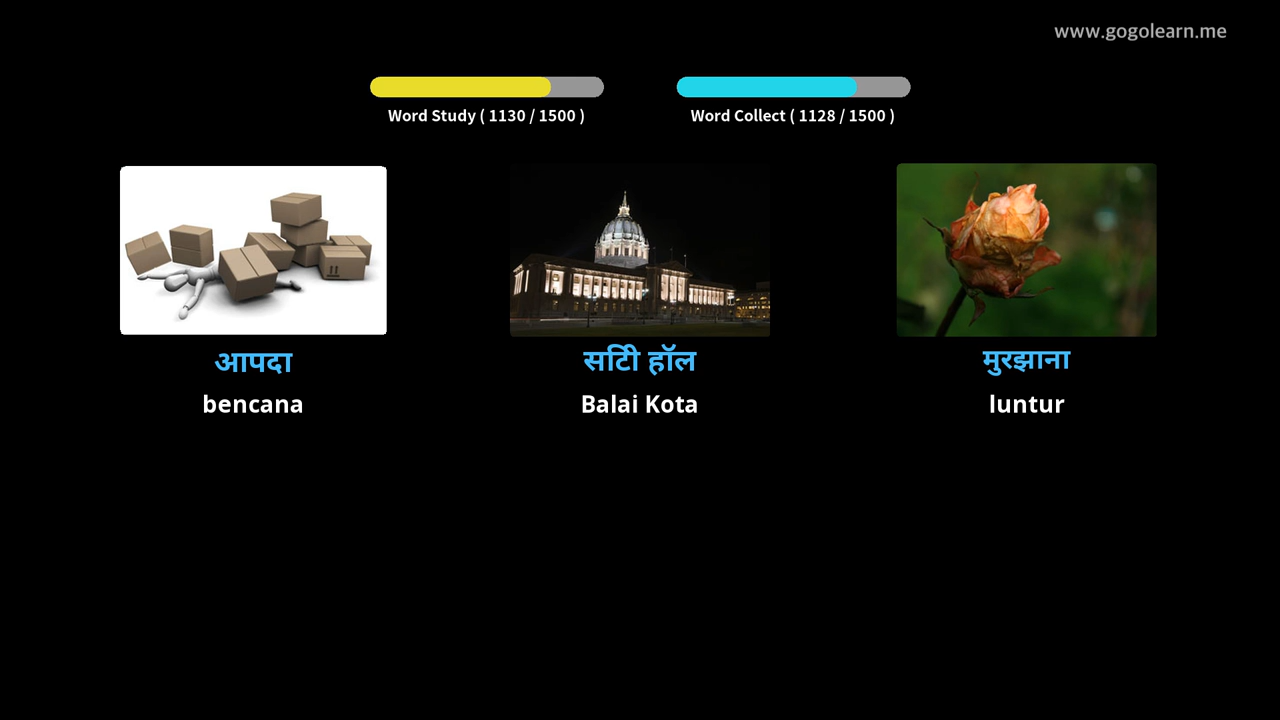 www.gogolearn.me
Word Study ( 1130 / 1500 )
Word Collect ( 1128 / 1500 )
आपदा
सिटी हॉल
मुरझाना
bencana
Balai Kota
luntur